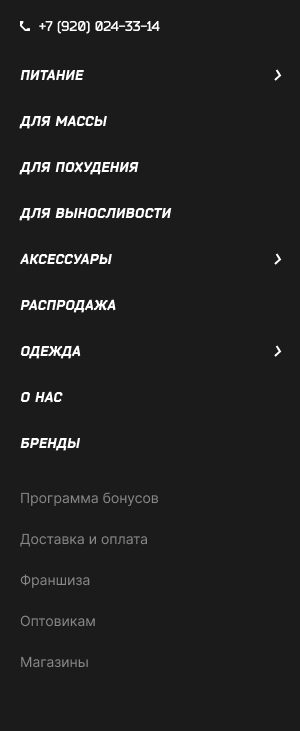 +7 (920) 024-33-14
ПИТАНИЕ
ДЛЯ МАССЫ
ДЛЯ ПОХУДЕНИЯ
ДЛЯ ВЫНОСЛИВОСТИ
АКСЕССУАРЫ
РАСПРОДАЖА
ОДЕЖДА
О НАС
БРЕНДЫ
Программа бонусов
Доставка и оплата
Франшиза
Оптовикам
Магазины